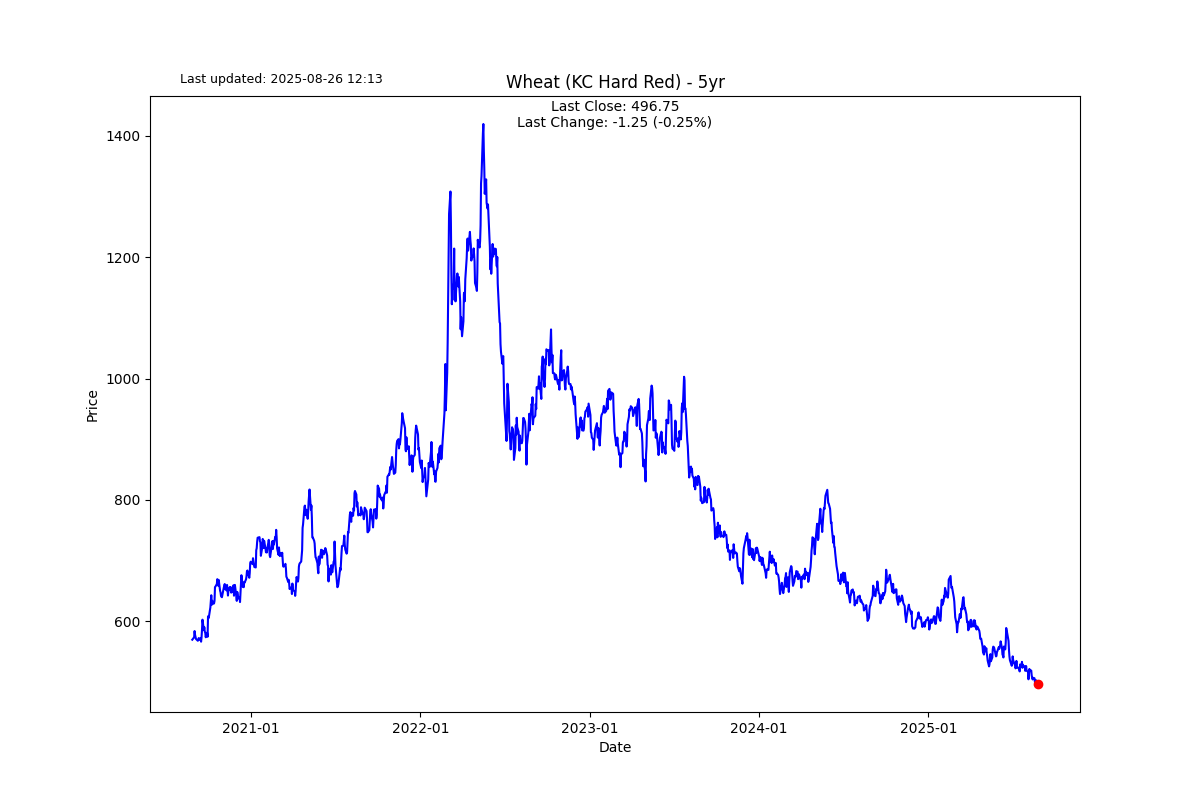 Last updated: 2025-08-26 12:13
Wheat (KC Hard Red) - 5yr
Last Close: 496.75
Last Change: -1.25 (-0.25%)
1400
1200
1000
800
600
Price
2021-01
2022-01
2023-01
2024-01
2025-01
Date